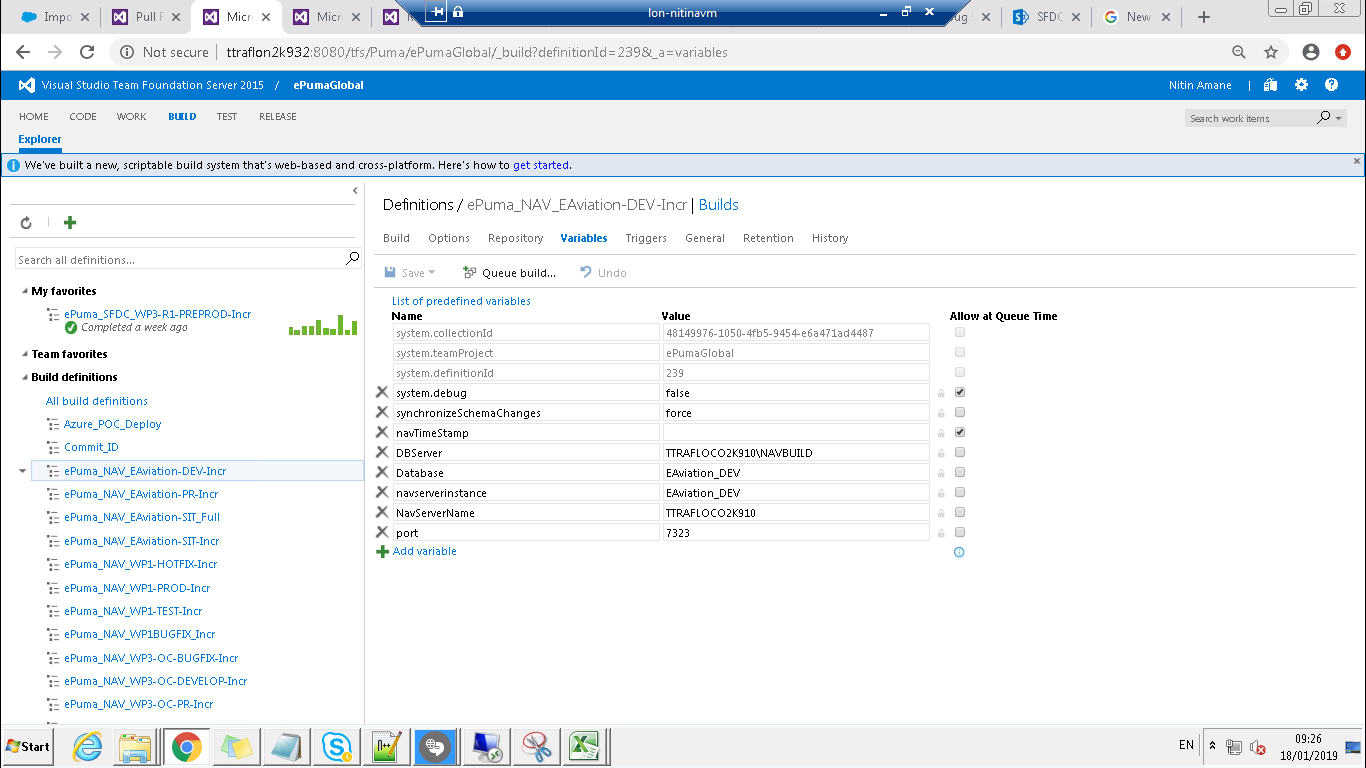 Impo
Pull F
Micro
Micro
lon-nitinavm
SFDC
New
Not secure
ttraflon2k932:8080/tfs/Puma/ePumaGlobal/_build?definitionId=239&_a=variables
Visual Studio Team Foundation Server 2015 / ePumaGlobal
Nitin Amane
HOME CODE WORK BUILD TEST RELEASE
Search work items
Explorer
We've built a new, scriptable build system that's web-based and cross-platform. Here's how to get started.
Definitions / ePuma_NAV_EAviation-DEV-Incr | Builds
Build Options Repository Variables Triggers General Retention History
Search all definitions...
Save Queue build... Undo
My favorites
ePuma_SFDC_WP3-R1-PREPROD-Incr
Completed a week ago
Team favorites
Build definitions
All build definitions
Azure_POC_Deploy
Commit_ID
ePuma_NAV_EAviation-DEV-Incr
ePuma_NAV_EAviation-PR-Incr
ePuma_NAV_EAviation-SIT_Full
ePuma_NAV_EAviation-SIT-Incr
ePuma_NAV_WP1-HOTFIX-Incr
ePuma_NAV_WP1-PROD-Incr
ePuma_NAV_WP1-TEST-Incr
ePuma_NAV_WP1BUGFIX_Incr
ePuma_NAV_WP3-OC-BUGFIX-Incr
ePuma_NAV_WP3-OC-DEVELOP-Incr
ePuma_NAV_WP3-OC-PR-Incr
List of predefined variables
Name Value Allow at Queue Time
system.collectionId 48149976-1050-4fb5-9454-e6a471ad4487
system.teamProject ePumaGlobal
system.definitionId 239
system.debug false
synchronizeSchemaChanges force
navTimeStamp
DBServer TTRAFLOCO2K910\NAVBUILD
Database EAviation_DEV
navserverinstance EAviation_DEV
NavServerName TTRAFLOCO2K910
port 7323
Add variable
Start
EN
09:26
18/01/2019